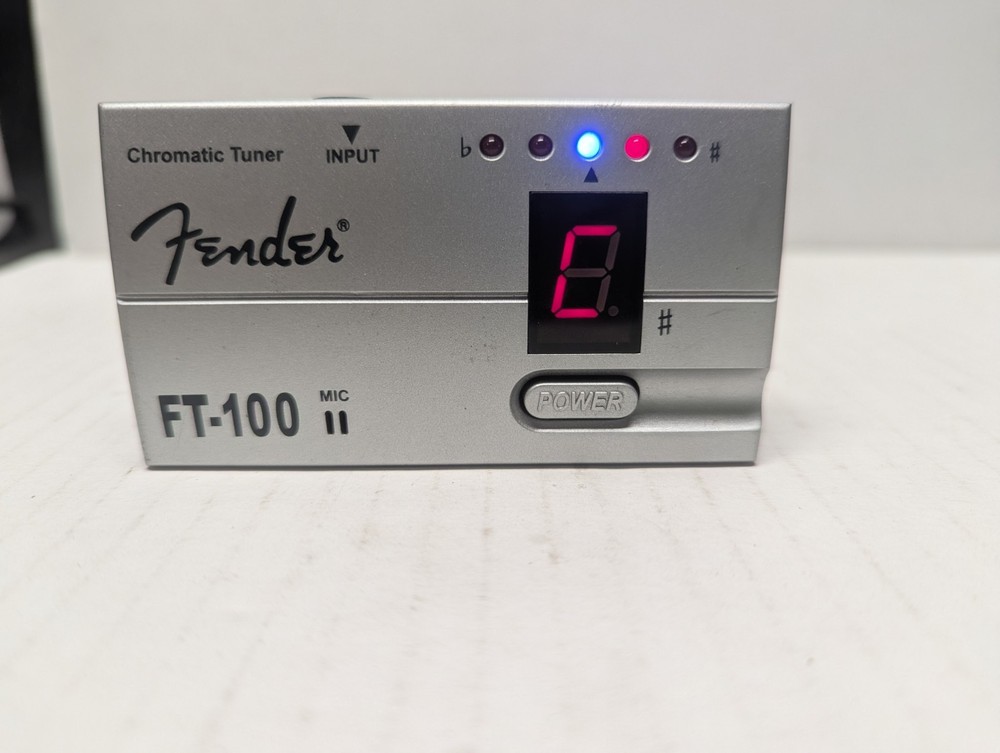 Chromatic Tuner
INPUT
♭ ♯
Fender®
C
♯
FT-100
MIC
POWER